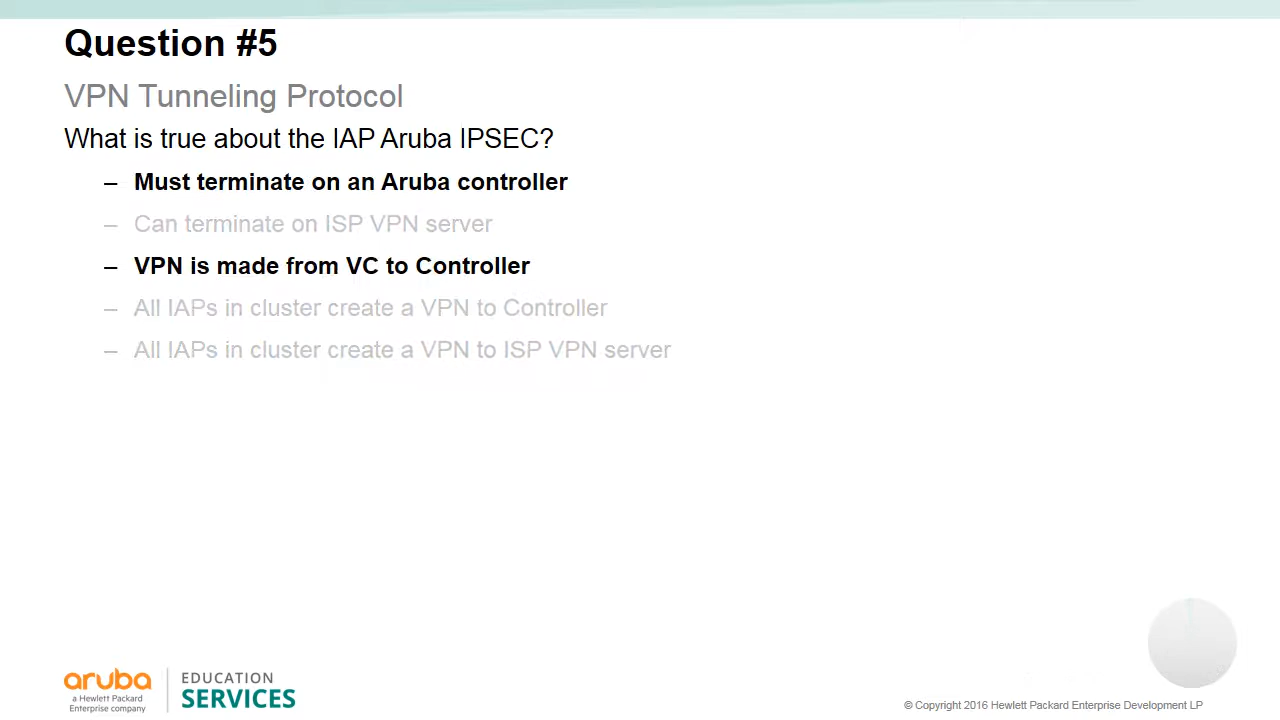 Question #5
VPN Tunneling Protocol
What is true about the IAP Aruba IPSEC?
– Must terminate on an Aruba controller
– Can terminate on ISP VPN server
– VPN is made from VC to Controller
– All IAPs in cluster create a VPN to Controller
– All IAPs in cluster create a VPN to ISP VPN server
aruba
a Hewlett Packard
Enterprise company
EDUCATION
SERVICES
© Copyright 2016 Hewlett Packard Enterprise Development LP